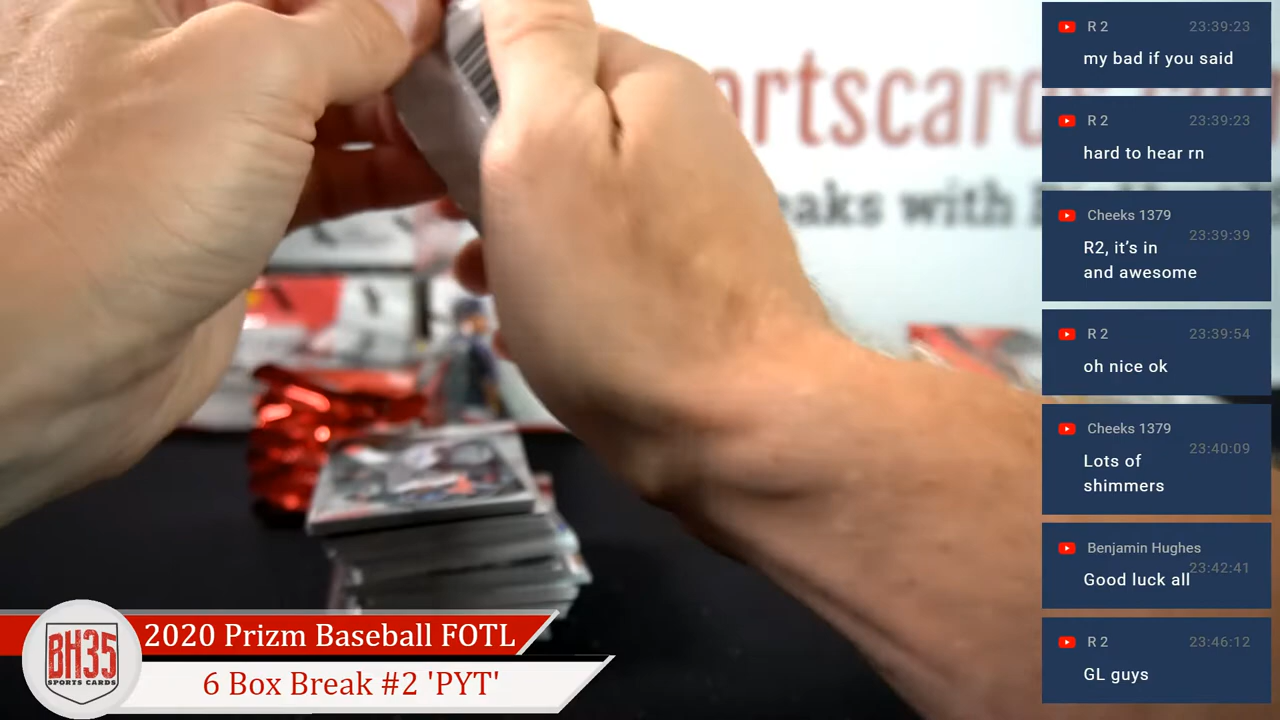 R 2 23:39:23
my bad if you said
R 2 23:39:23
hard to hear rn
Cheeks 1379
23:39:39
R2, it's in
and awesome
R 2 23:39:54
oh nice ok
Cheeks 1379
23:40:09
Lots of
shimmers
Benjamin Hughes
23:42:41
Good luck all
R 2 23:46:12
GL guys
ortscards
eaks with
2020 Prizm Baseball FOTL
6 Box Break #2 'PYT'
BH35
SPORTS CARDS